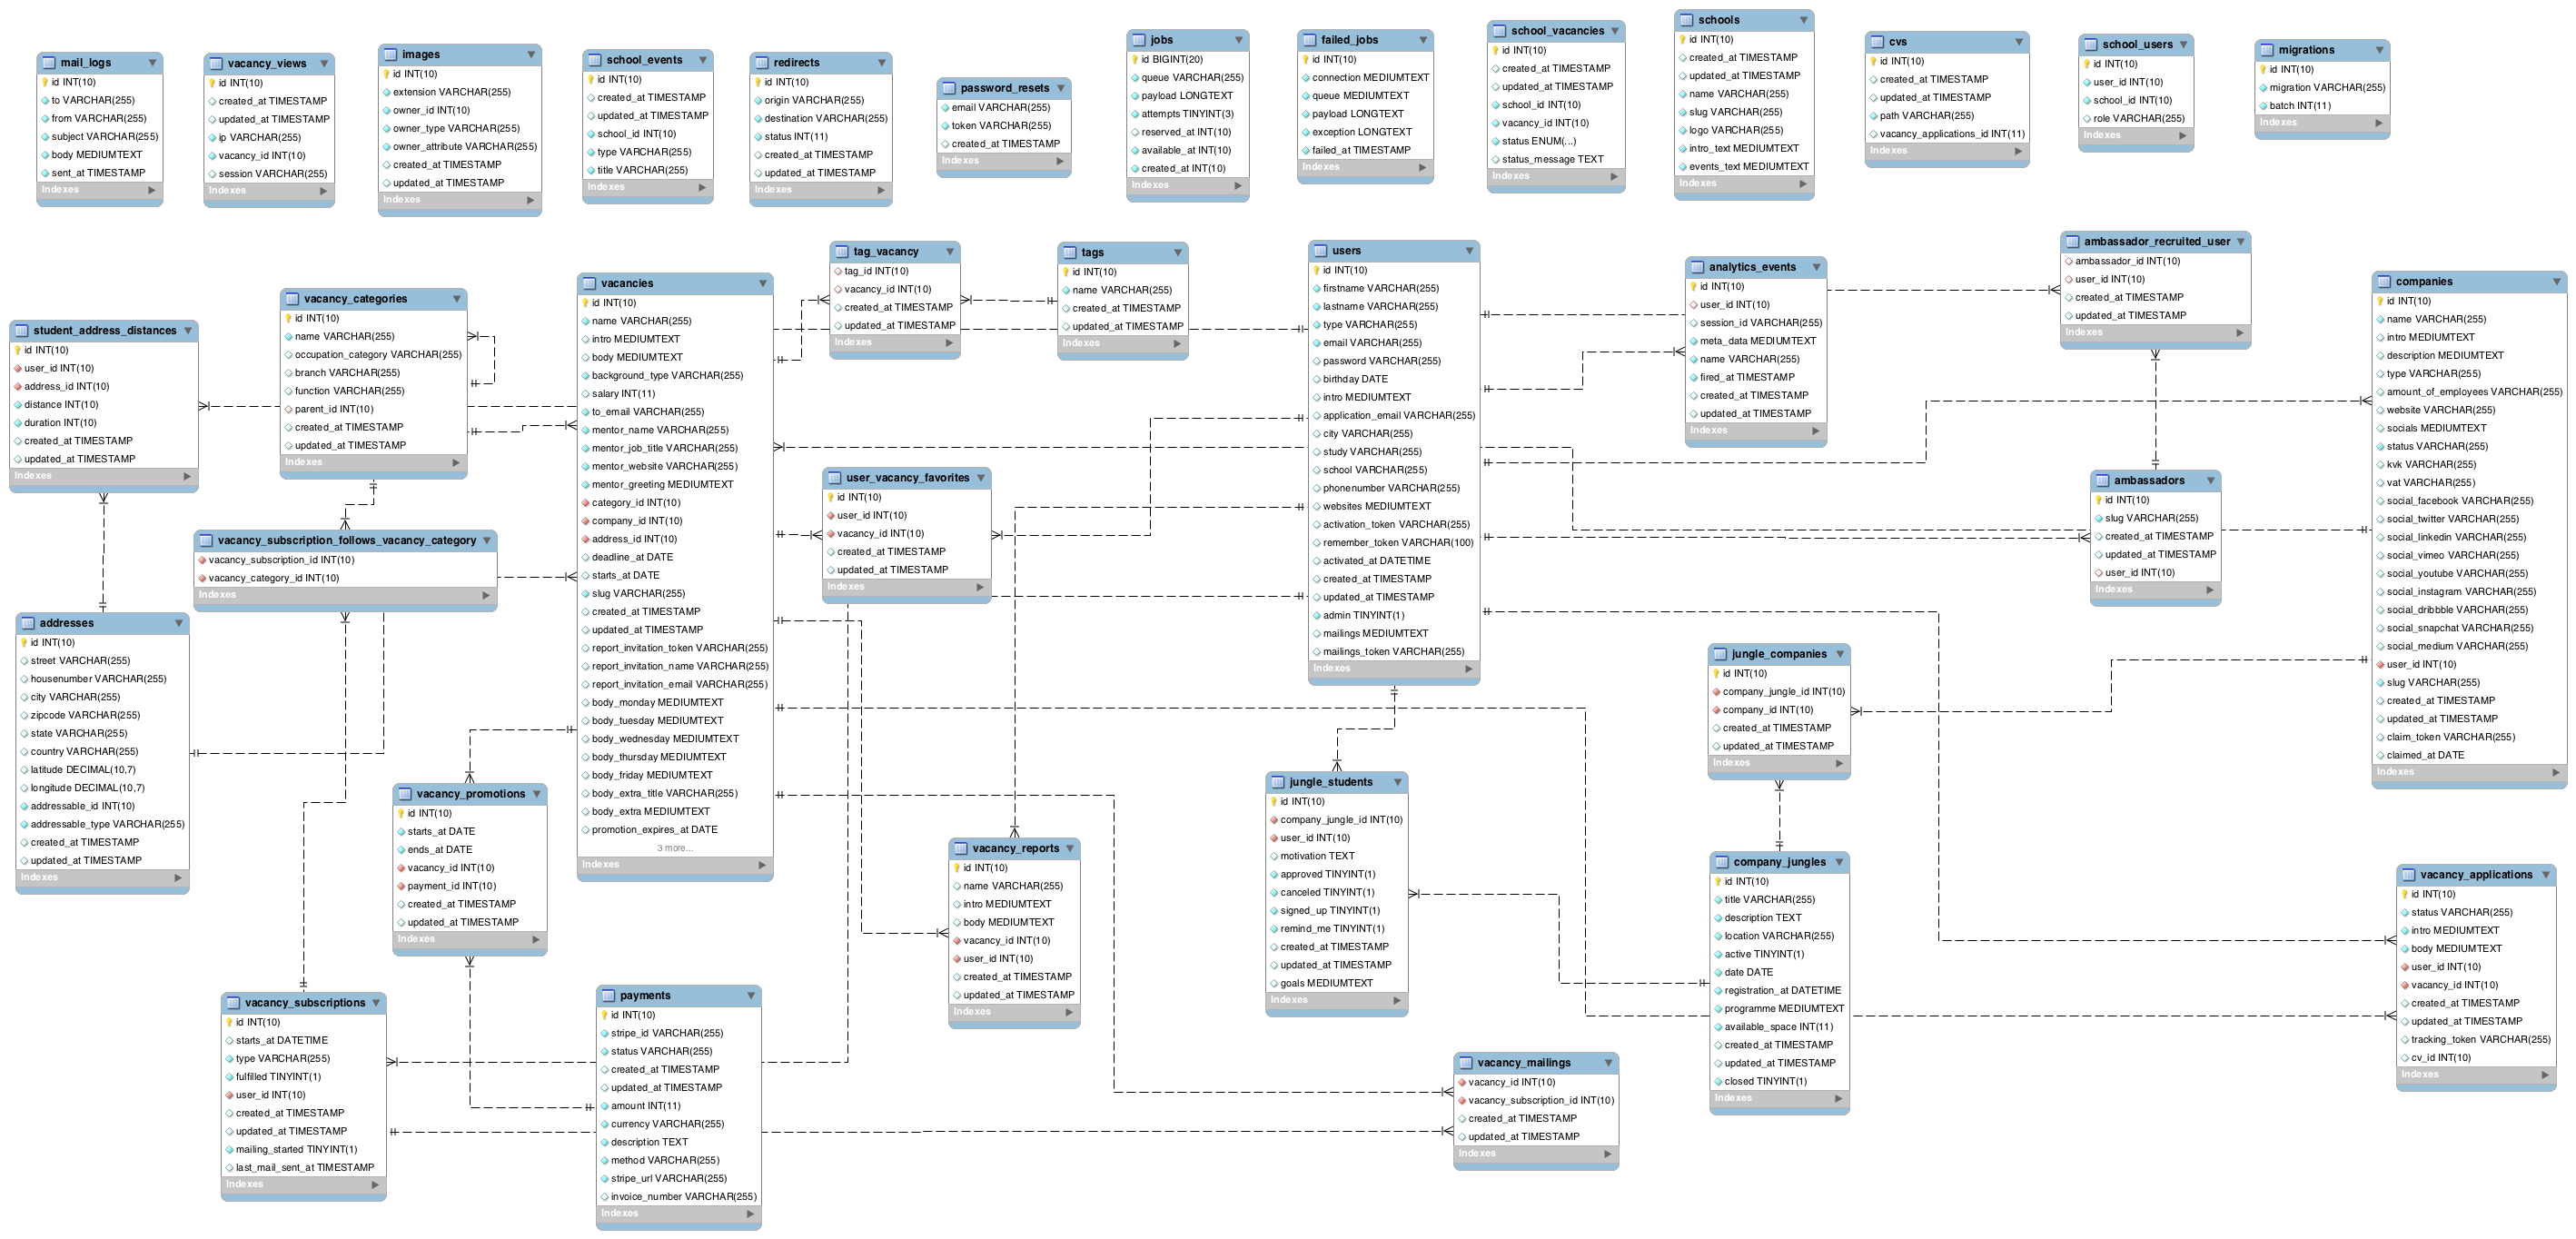 mail_logs
id INT(10)
to VARCHAR(255)
from VARCHAR(255)
subject VARCHAR(255)
body MEDIUMTEXT
sent_at TIMESTAMP
Indexes
vacancy_views
id INT(10)
created_at TIMESTAMP
updated_at TIMESTAMP
ip VARCHAR(255)
vacancy_id INT(10)
session VARCHAR(255)
Indexes
images
id INT(10)
extension VARCHAR(255)
owner_id INT(10)
owner_type VARCHAR(255)
owner_attribute VARCHAR(255)
created_at TIMESTAMP
updated_at TIMESTAMP
Indexes
school_events
id INT(10)
created_at TIMESTAMP
updated_at TIMESTAMP
school_id INT(10)
type VARCHAR(255)
title VARCHAR(255)
Indexes
redirects
id INT(10)
origin VARCHAR(255)
destination VARCHAR(255)
status INT(11)
created_at TIMESTAMP
updated_at TIMESTAMP
Indexes
password_resets
email VARCHAR(255)
token VARCHAR(255)
created_at TIMESTAMP
Indexes
jobs
id BIGINT(20)
queue VARCHAR(255)
payload LONGTEXT
attempts TINYINT(3)
reserved_at INT(10)
available_at INT(10)
created_at INT(10)
Indexes
failed_jobs
id INT(10)
connection MEDIUMTEXT
queue MEDIUMTEXT
payload LONGTEXT
exception LONGTEXT
failed_at TIMESTAMP
Indexes
school_vacancies
id INT(10)
created_at TIMESTAMP
updated_at TIMESTAMP
school_id INT(10)
vacancy_id INT(10)
status ENUM(...)
status_message TEXT
Indexes
schools
id INT(10)
created_at TIMESTAMP
updated_at TIMESTAMP
name VARCHAR(255)
slug VARCHAR(255)
logo VARCHAR(255)
intro_text MEDIUMTEXT
events_text MEDIUMTEXT
Indexes
cvs
id INT(10)
created_at TIMESTAMP
updated_at TIMESTAMP
path VARCHAR(255)
vacancy_applications_id INT(11)
Indexes
school_users
id INT(10)
user_id INT(10)
school_id INT(10)
role VARCHAR(255)
Indexes
migrations
id INT(10)
migration VARCHAR(255)
batch INT(11)
Indexes
student_address_distances
id INT(10)
user_id INT(10)
address_id INT(10)
distance INT(10)
duration INT(10)
created_at TIMESTAMP
updated_at TIMESTAMP
Indexes
vacancy_categories
id INT(10)
name VARCHAR(255)
occupation_category VARCHAR(255)
branch VARCHAR(255)
function VARCHAR(255)
parent_id INT(10)
created_at TIMESTAMP
updated_at TIMESTAMP
Indexes
vacancies
id INT(10)
name VARCHAR(255)
intro MEDIUMTEXT
body MEDIUMTEXT
background_type VARCHAR(255)
salary INT(11)
to_email VARCHAR(255)
mentor_name VARCHAR(255)
mentor_job_title VARCHAR(255)
mentor_website VARCHAR(255)
mentor_greeting MEDIUMTEXT
category_id INT(10)
company_id INT(10)
address_id INT(10)
deadline_at DATE
starts_at DATE
slug VARCHAR(255)
created_at TIMESTAMP
updated_at TIMESTAMP
report_invitation_token VARCHAR(255)
report_invitation_name VARCHAR(255)
report_invitation_email VARCHAR(255)
body_monday MEDIUMTEXT
body_tuesday MEDIUMTEXT
body_wednesday MEDIUMTEXT
body_thursday MEDIUMTEXT
body_friday MEDIUMTEXT
body_extra_title VARCHAR(255)
body_extra MEDIUMTEXT
promotion_expires_at DATE
3 more...
Indexes
tag_vacancy
tag_id INT(10)
vacancy_id INT(10)
created_at TIMESTAMP
updated_at TIMESTAMP
Indexes
tags
id INT(10)
name VARCHAR(255)
created_at TIMESTAMP
updated_at TIMESTAMP
Indexes
users
id INT(10)
firstname VARCHAR(255)
lastname VARCHAR(255)
type VARCHAR(255)
email VARCHAR(255)
password VARCHAR(255)
birthday DATE
intro MEDIUMTEXT
application_email VARCHAR(255)
city VARCHAR(255)
study VARCHAR(255)
school VARCHAR(255)
phonenumber VARCHAR(255)
websites MEDIUMTEXT
activation_token VARCHAR(255)
remember_token VARCHAR(100)
activated_at DATETIME
created_at TIMESTAMP
updated_at TIMESTAMP
admin TINYINT(1)
mailings MEDIUMTEXT
mailings_token VARCHAR(255)
Indexes
analytics_events
id INT(10)
user_id INT(10)
session_id VARCHAR(255)
meta_data MEDIUMTEXT
name VARCHAR(255)
fired_at TIMESTAMP
created_at TIMESTAMP
updated_at TIMESTAMP
Indexes
ambassador_recruited_user
ambassador_id INT(10)
user_id INT(10)
created_at TIMESTAMP
updated_at TIMESTAMP
Indexes
companies
id INT(10)
name VARCHAR(255)
intro MEDIUMTEXT
description MEDIUMTEXT
type VARCHAR(255)
amount_of_employees VARCHAR(255)
website VARCHAR(255)
socials MEDIUMTEXT
status VARCHAR(255)
kvk VARCHAR(255)
vat VARCHAR(255)
social_facebook VARCHAR(255)
social_twitter VARCHAR(255)
social_linkedin VARCHAR(255)
social_vimeo VARCHAR(255)
social_youtube VARCHAR(255)
social_instagram VARCHAR(255)
social_dribbble VARCHAR(255)
social_snapchat VARCHAR(255)
social_medium VARCHAR(255)
user_id INT(10)
slug VARCHAR(255)
created_at TIMESTAMP
updated_at TIMESTAMP
claim_token VARCHAR(255)
claimed_at DATE
Indexes
user_vacancy_favorites
id INT(10)
user_id INT(10)
vacancy_id INT(10)
created_at TIMESTAMP
updated_at TIMESTAMP
Indexes
ambassadors
id INT(10)
slug VARCHAR(255)
created_at TIMESTAMP
updated_at TIMESTAMP
user_id INT(10)
Indexes
vacancy_subscription_follows_vacancy_category
vacancy_subscription_id INT(10)
vacancy_category_id INT(10)
Indexes
addresses
id INT(10)
street VARCHAR(255)
housenumber VARCHAR(255)
city VARCHAR(255)
zipcode VARCHAR(255)
state VARCHAR(255)
country VARCHAR(255)
latitude DECIMAL(10,7)
longitude DECIMAL(10,7)
addressable_id INT(10)
addressable_type VARCHAR(255)
created_at TIMESTAMP
updated_at TIMESTAMP
Indexes
jungle_companies
id INT(10)
company_jungle_id INT(10)
company_id INT(10)
created_at TIMESTAMP
updated_at TIMESTAMP
Indexes
vacancy_promotions
id INT(10)
starts_at DATE
ends_at DATE
vacancy_id INT(10)
payment_id INT(10)
created_at TIMESTAMP
updated_at TIMESTAMP
Indexes
jungle_students
id INT(10)
company_jungle_id INT(10)
user_id INT(10)
motivation TEXT
approved TINYINT(1)
canceled TINYINT(1)
signed_up TINYINT(1)
remind_me TINYINT(1)
created_at TIMESTAMP
updated_at TIMESTAMP
goals MEDIUMTEXT
Indexes
vacancy_reports
id INT(10)
name VARCHAR(255)
intro MEDIUMTEXT
body MEDIUMTEXT
vacancy_id INT(10)
user_id INT(10)
created_at TIMESTAMP
updated_at TIMESTAMP
Indexes
company_jungles
id INT(10)
title VARCHAR(255)
description TEXT
location VARCHAR(255)
active TINYINT(1)
date DATE
registration_at DATETIME
programme MEDIUMTEXT
available_space INT(11)
created_at TIMESTAMP
updated_at TIMESTAMP
closed TINYINT(1)
Indexes
vacancy_applications
id INT(10)
status VARCHAR(255)
intro MEDIUMTEXT
body MEDIUMTEXT
user_id INT(10)
vacancy_id INT(10)
created_at TIMESTAMP
updated_at TIMESTAMP
tracking_token VARCHAR(255)
cv_id INT(10)
Indexes
vacancy_subscriptions
id INT(10)
starts_at DATETIME
type VARCHAR(255)
fulfilled TINYINT(1)
user_id INT(10)
created_at TIMESTAMP
updated_at TIMESTAMP
mailing_started TINYINT(1)
last_mail_sent_at TIMESTAMP
Indexes
payments
id INT(10)
stripe_id VARCHAR(255)
status VARCHAR(255)
created_at TIMESTAMP
updated_at TIMESTAMP
amount INT(11)
currency VARCHAR(255)
description TEXT
method VARCHAR(255)
stripe_url VARCHAR(255)
invoice_number VARCHAR(255)
Indexes
vacancy_mailings
vacancy_id INT(10)
vacancy_subscription_id INT(10)
created_at TIMESTAMP
updated_at TIMESTAMP
Indexes